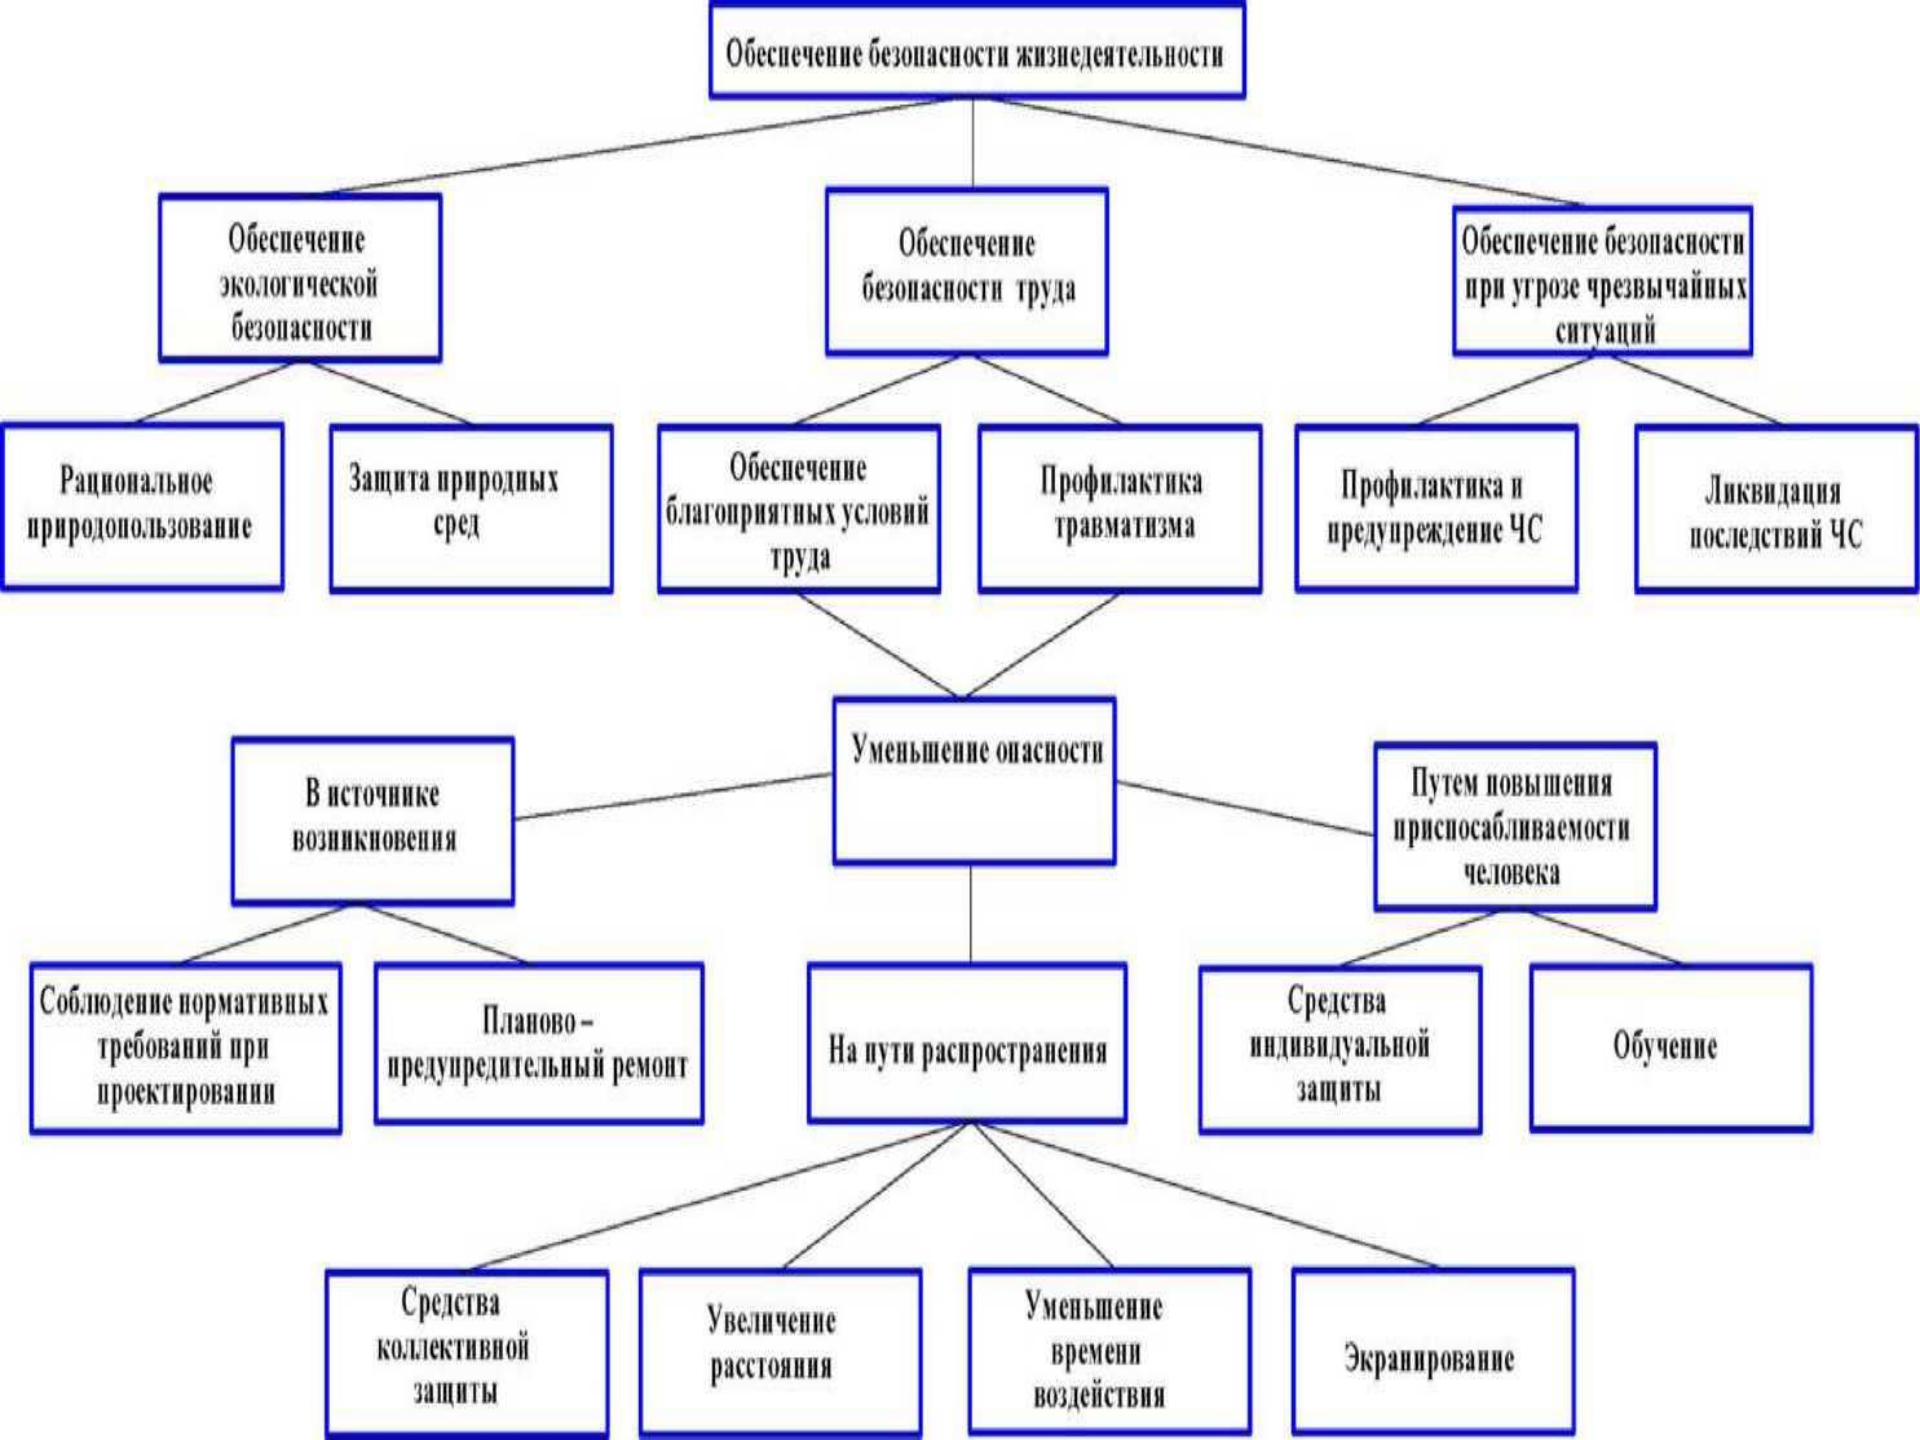 Обеспечение безопасности жизнедеятельности
Обеспечение
экологической
безопасности
Обеспечение
безопасности труда
Обеспечение безопасности
при угрозе чрезвычайных
ситуаций
Рациональное
природопользование
Защита природных
сред
Обеспечение
благоприятных условий
труда
Профилактика
травматизма
Профилактика и
предупреждение ЧС
Ликвидация
последствий ЧС
Уменьшение опасности
В источнике
возникновения
Путем повышения
приспосабливаемости
человека
Соблюдение нормативных
требований при
проектировании
Планово –
предупредительный ремонт
На пути распространения
Средства
индивидуальной
защиты
Обучение
Средства
коллективной
защиты
Увеличение
расстояния
Уменьшение
времени
воздействия
Экранирование